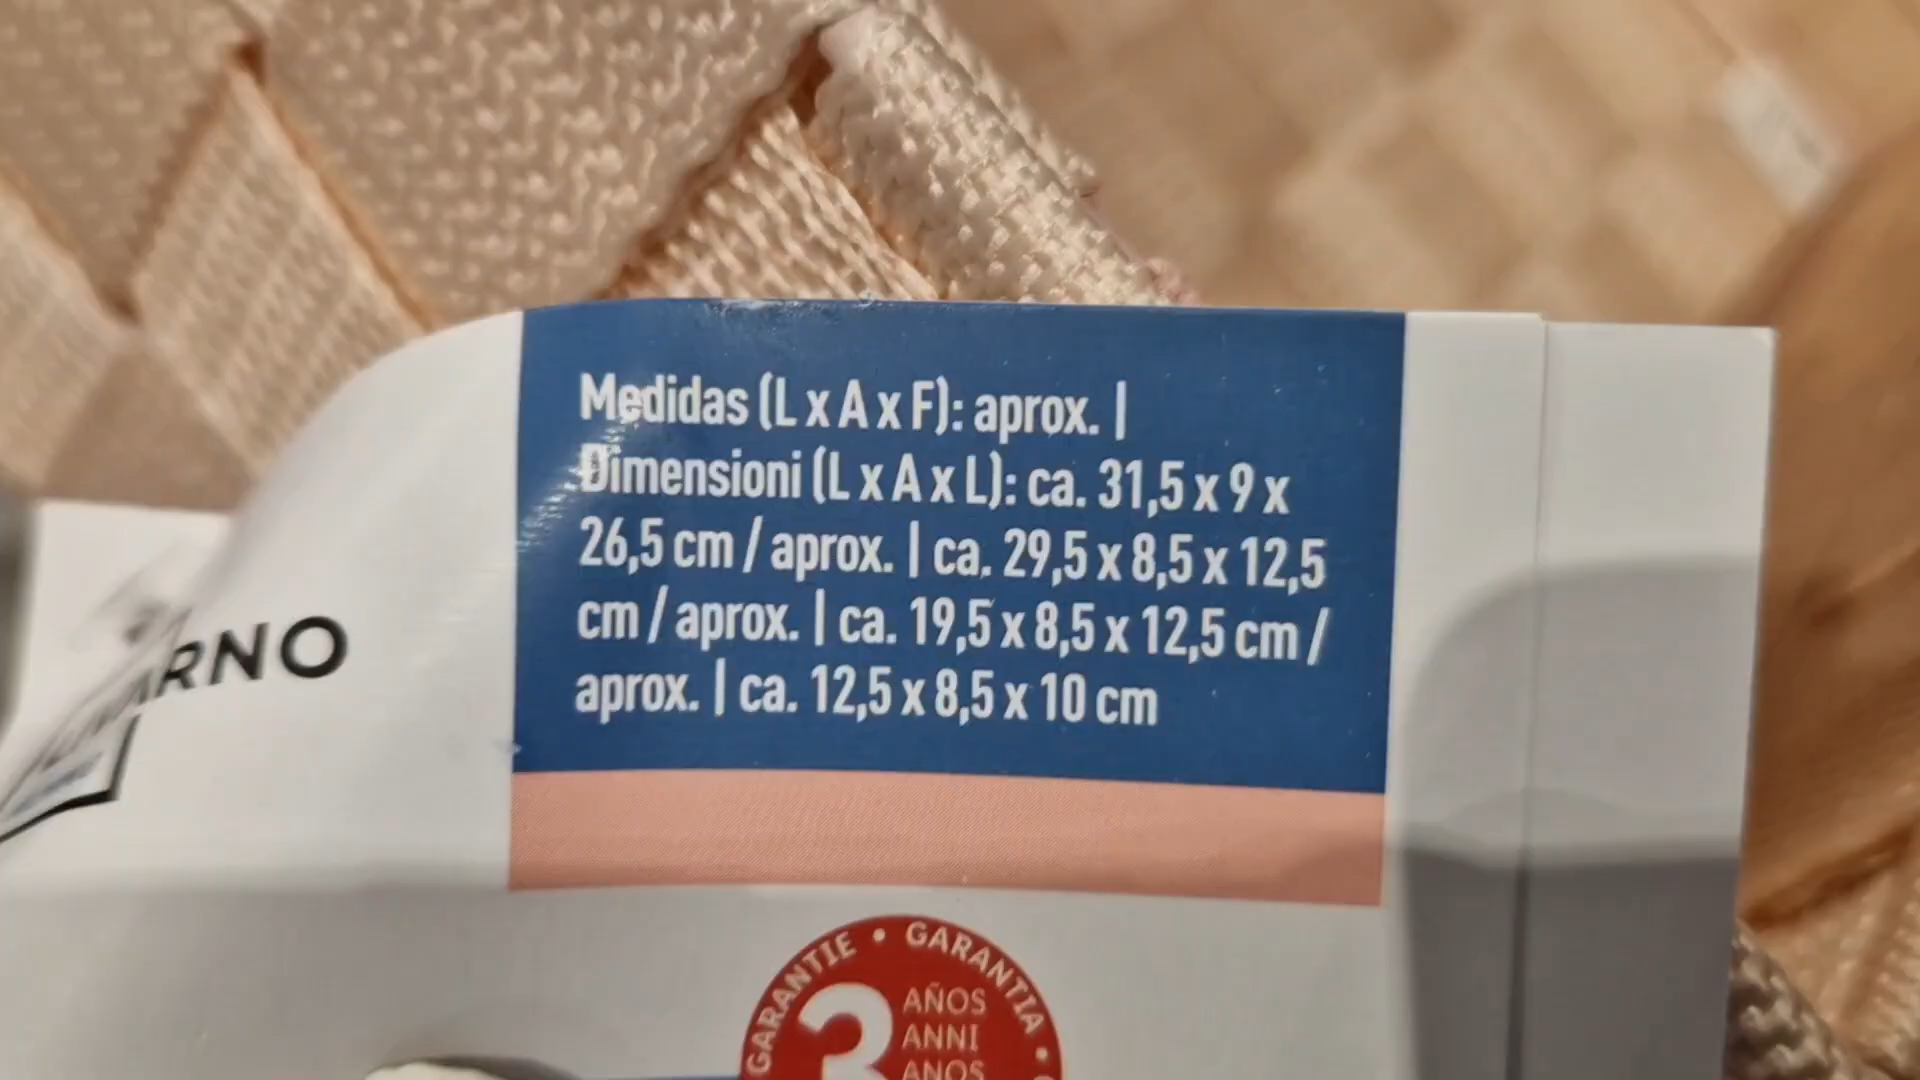 Medidas (L x A x F): aprox. |
Dimensioni (L x A x L): ca. 31,5 x 9 x
26,5 cm / aprox. | ca. 29,5 x 8,5 x 12,5
cm / aprox. | ca. 19,5 x 8,5 x 12,5 cm /
aprox. | ca. 12,5 x 8,5 x 10 cm
GARANTIE • GARANTIA •
3
AÑOS
ANNI
ANOS